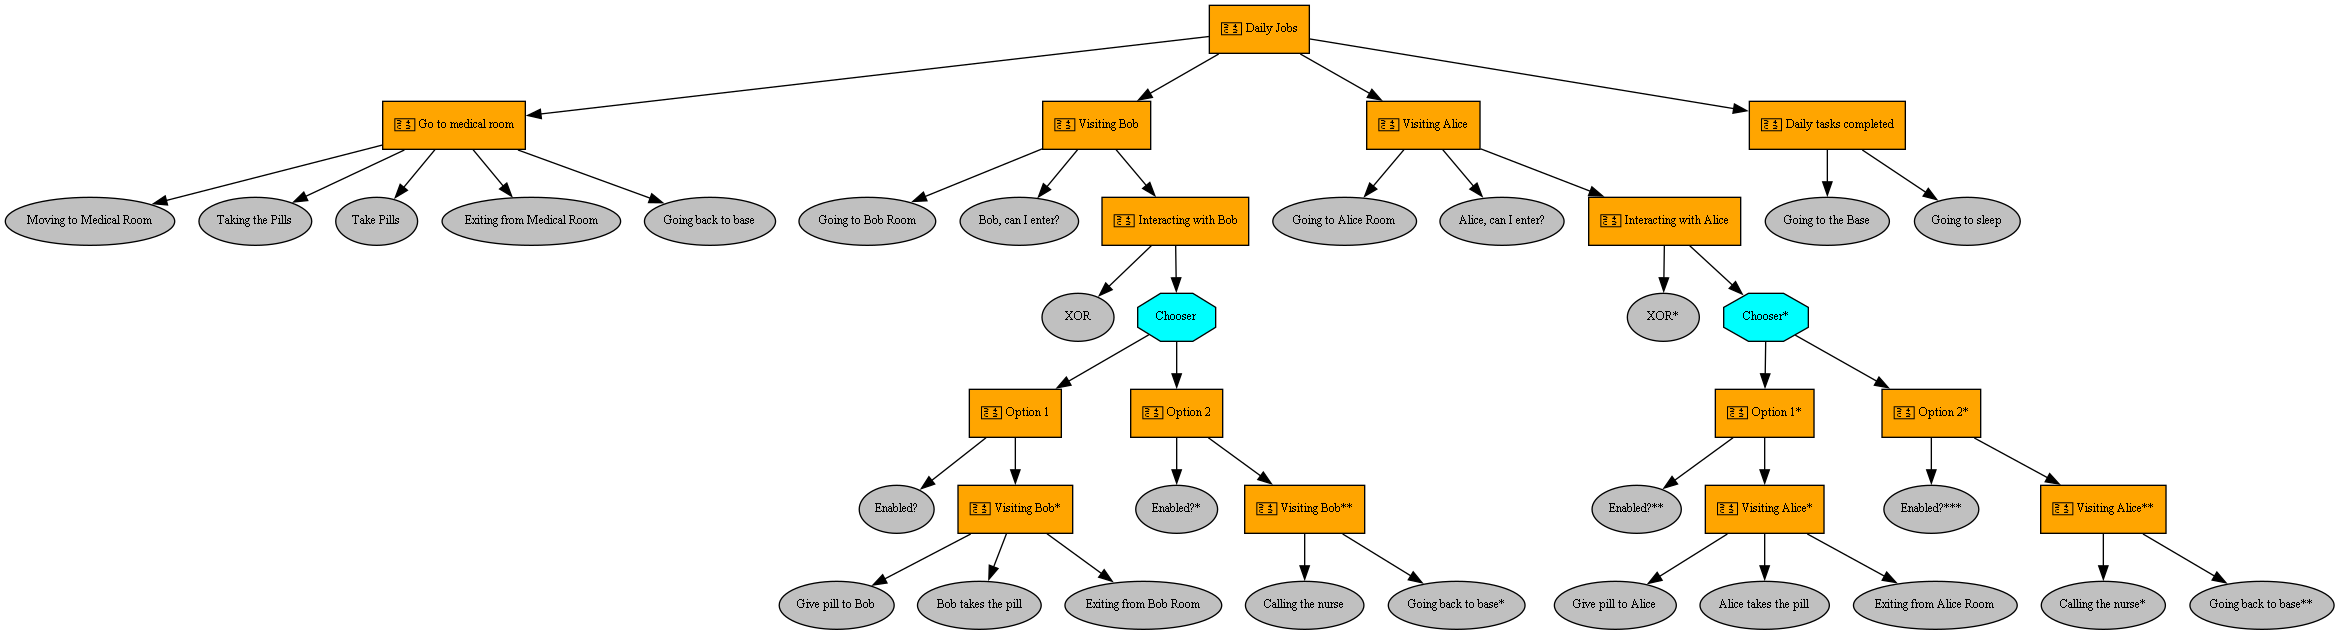 Daily Jobs
Go to medical room
Visiting Bob
Visiting Alice
Daily tasks completed
Moving to Medical Room
Taking the Pills
Take Pills
Exiting from Medical Room
Going back to base
Going to Bob Room
Bob, can I enter?
Interacting with Bob
Going to Alice Room
Alice, can I enter?
Interacting with Alice
Going to the Base
Going to sleep
XOR
Chooser
XOR*
Chooser*
Option 1
Option 2
Option 1*
Option 2*
Enabled?
Visiting Bob*
Enabled?*
Visiting Bob**
Enabled?**
Visiting Alice*
Enabled?***
Visiting Alice**
Give pill to Bob
Bob takes the pill
Exiting from Bob Room
Calling the nurse
Going back to base*
Give pill to Alice
Alice takes the pill
Exiting from Alice Room
Calling the nurse*
Going back to base**